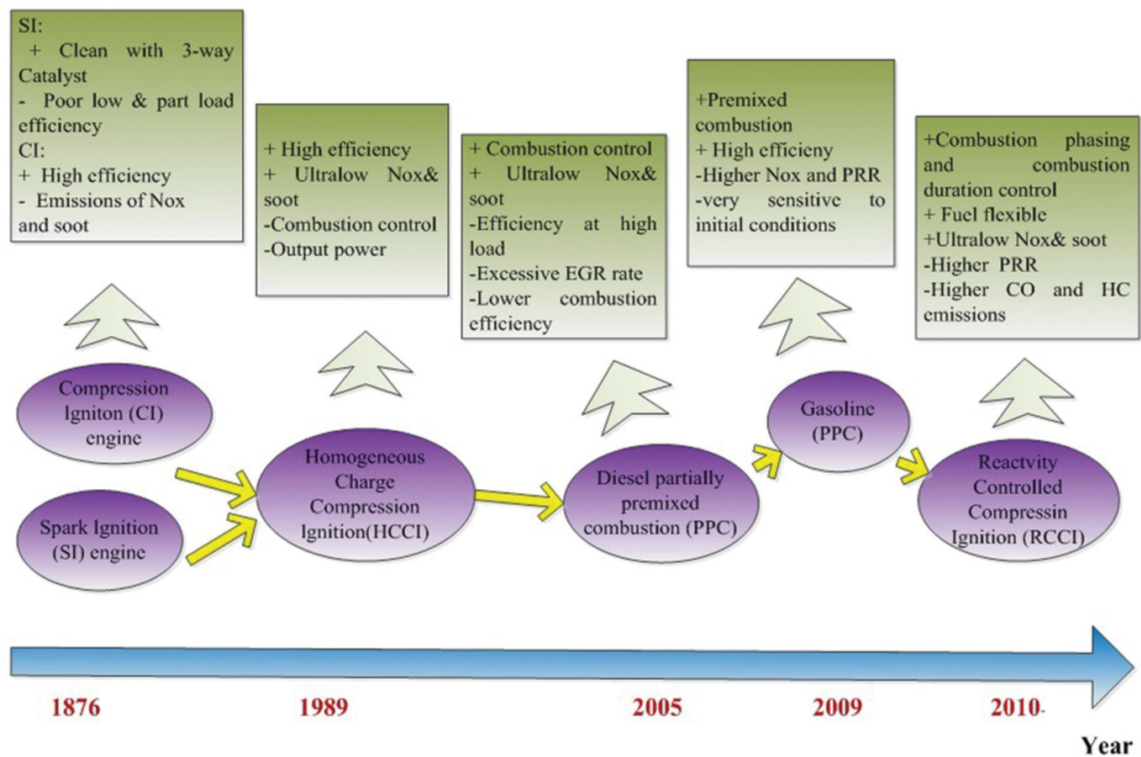 SI:
+ Clean with 3-way
Catalyst
- Poor low & part load
efficiency
CI:
+ High efficiency
- Emissions of Nox
and soot
+ High efficiency
+ Ultralow Nox&
soot
-Combustion control
-Output power
+ Combustion control
+ Ultralow Nox&
soot
-Efficiency at high
load
-Excessive EGR rate
-Lower combustion
efficiency
+Premixed
combustion
+ High efficieny
-Higher Nox and PRR
-very sensitive to
initial conditions
+Combustion phasing
and combustion
duration control
+ Fuel flexible
+Ultralow Nox& soot
-Higher PRR
-Higher CO and HC
emissions
Compression
Igniton (CI)
engine
Spark Ignition
(SI) engine
Homogeneous
Charge
Compression
Ignition(HCCI)
Diesel partially
premixed
combustion (PPC)
Gasoline
(PPC)
Reactvity
Controlled
Compressin
Ignition (RCCI)
1876
1989
2005
2009
2010-
Year